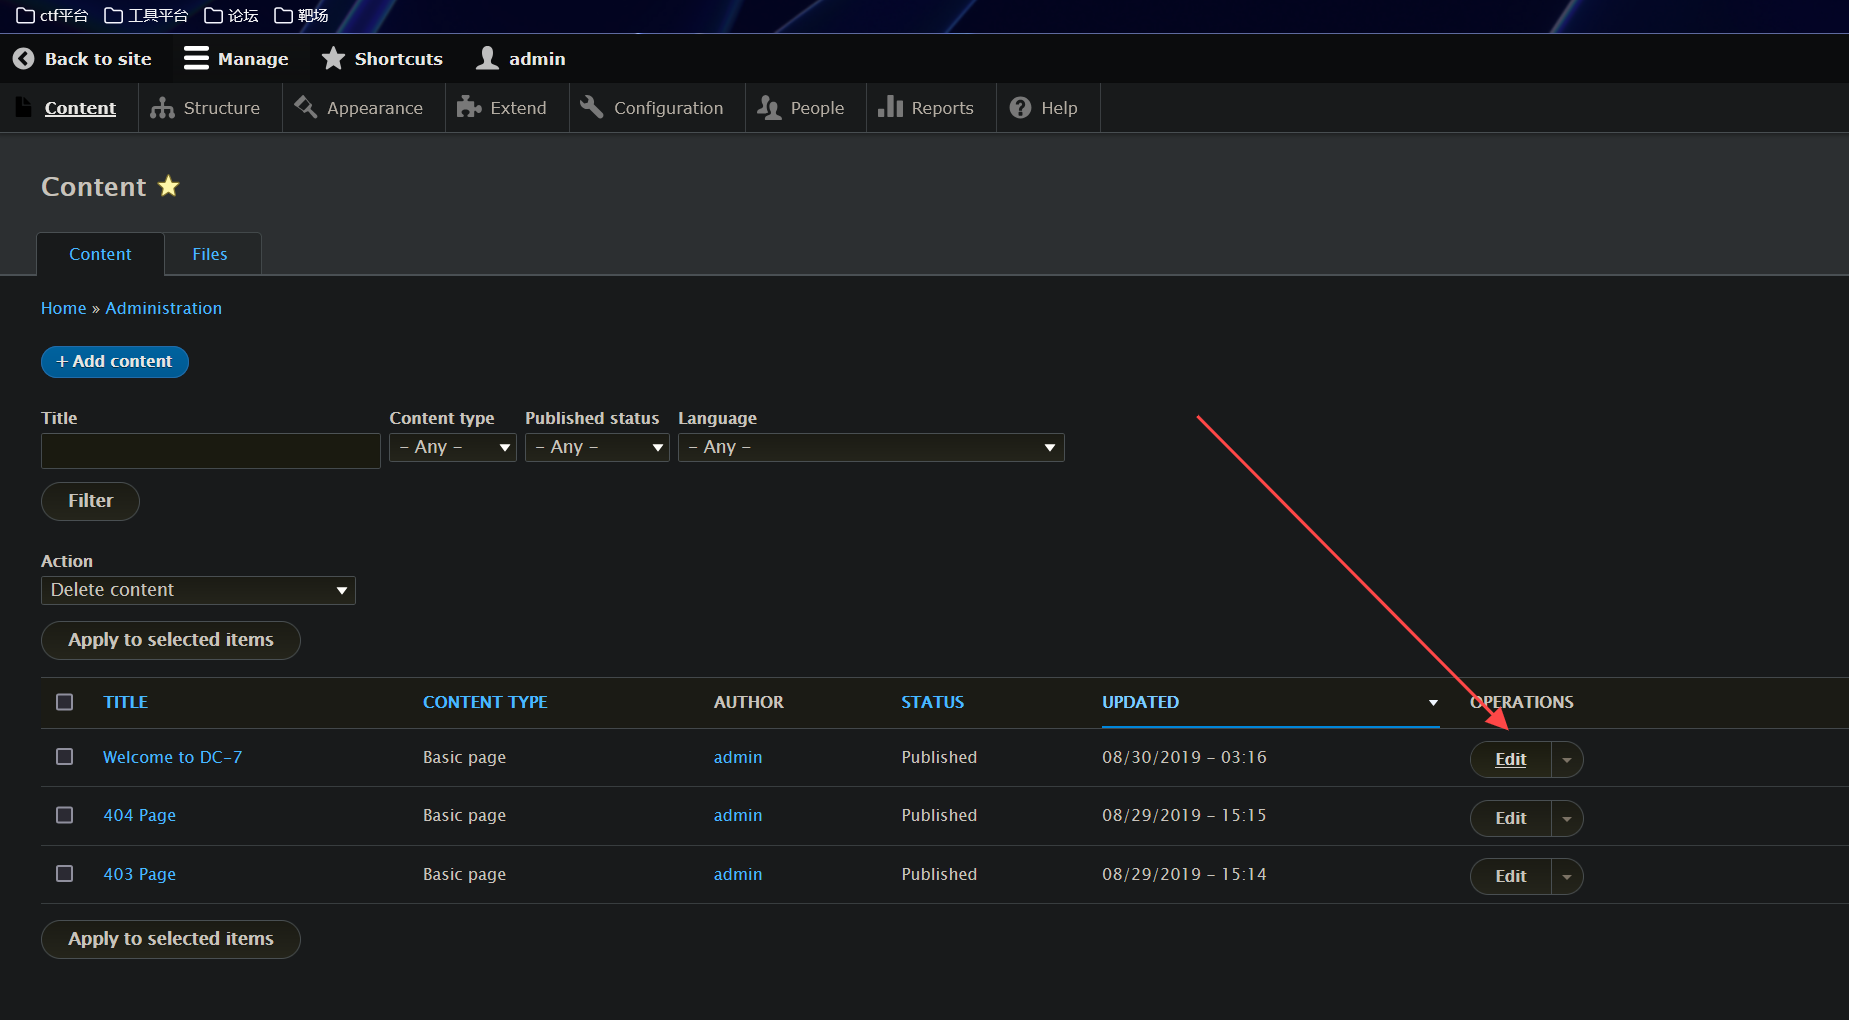 ctf平台 工具平台 论坛 靶场
Back to site Manage Shortcuts admin
Content Structure Appearance Extend Configuration People Reports Help
Content
Content Files
Home » Administration
+ Add content
Title Content type Published status Language
- Any - - Any - - Any -
Filter
Action
Delete content
Apply to selected items
TITLE CONTENT TYPE AUTHOR STATUS UPDATED OPERATIONS
Welcome to DC-7 Basic page admin Published 08/30/2019 - 03:16 Edit
404 Page Basic page admin Published 08/29/2019 - 15:15 Edit
403 Page Basic page admin Published 08/29/2019 - 15:14 Edit
Apply to selected items